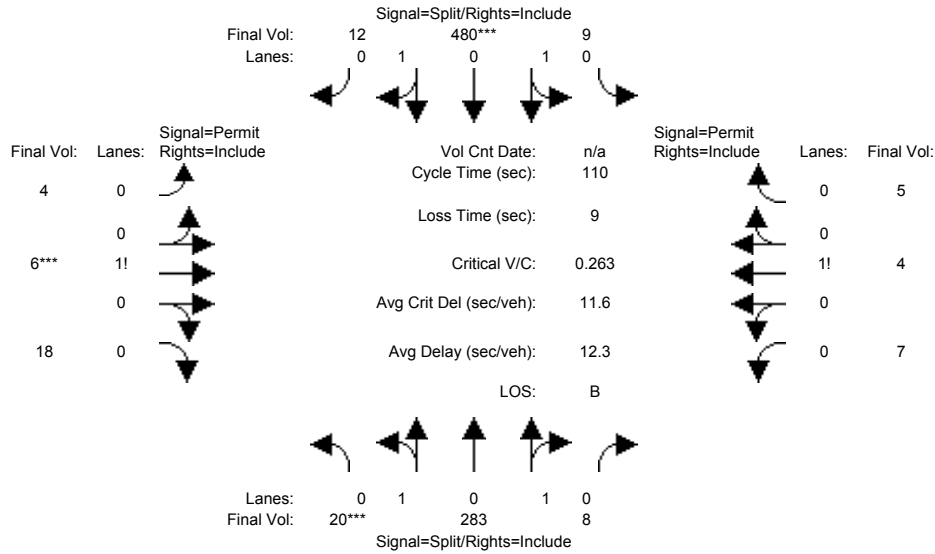 Signal=Split/Rights=Include
Final Vol: 12 480*** 9
Lanes: 0 1 0 1 0
Signal=Permit Signal=Permit
Final Vol: Lanes: Rights=Include Vol Cnt Date: n/a Rights=Include Lanes: Final Vol:
Cycle Time (sec): 110
4 0 0 5
Loss Time (sec): 9
0 0
6*** 1! Critical V/C: 0.263 1! 4
0 Avg Crit Del (sec/veh): 11.6 0
18 0 Avg Delay (sec/veh): 12.3 0 7
LOS: B
Lanes: 0 1 0 1 0
Final Vol: 20*** 283 8
Signal=Split/Rights=Include